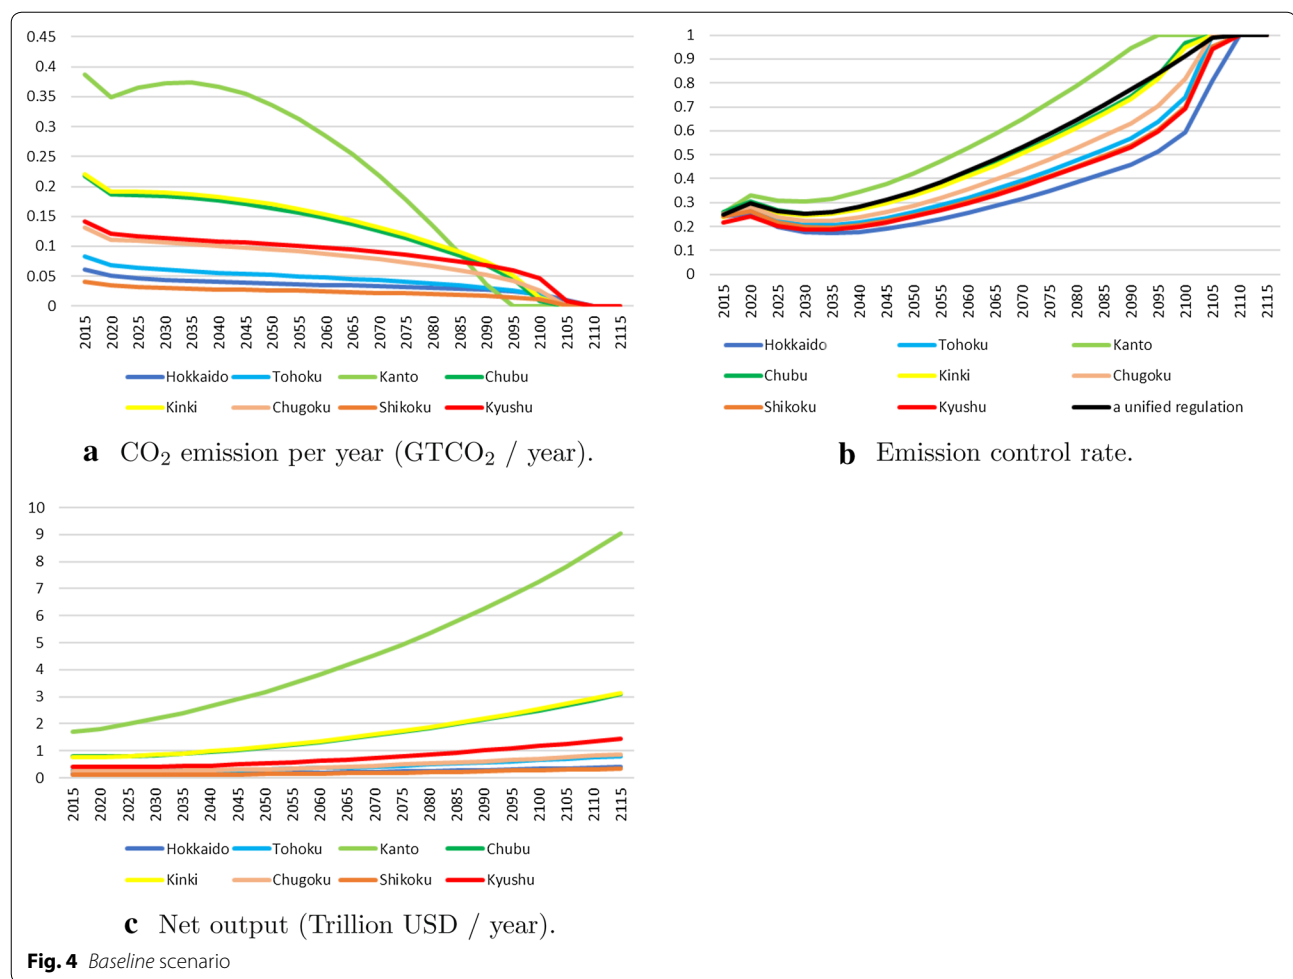 0.45
0.4
0.35
0.3
0.25
0.2
0.15
0.1
0.05
0
2015 2020 2025 2030 2035 2040 2045 2050 2055 2060 2065 2070 2075 2080 2085 2090 2095 2100 2105 2110 2115
Hokkaido Tohoku Kanto Chubu
Kinki Chugoku Shikoku Kyushu
a CO2 emission per year (GTCO2 / year).
1
0.9
0.8
0.7
0.6
0.5
0.4
0.3
0.2
0.1
0
2015 2020 2025 2030 2035 2040 2045 2050 2055 2060 2065 2070 2075 2080 2085 2090 2095 2100 2105 2110 2115
Hokkaido Tohoku Kanto
Chubu Kinki Chugoku
Shikoku Kyushu a unified regulation
b Emission control rate.
10
9
8
7
6
5
4
3
2
1
0
2015 2020 2025 2030 2035 2040 2045 2050 2055 2060 2065 2070 2075 2080 2085 2090 2095 2100 2105 2110 2115
Hokkaido Tohoku Kanto Chubu
Kinki Chugoku Shikoku Kyushu
c Net output (Trillion USD / year).
Fig. 4 Baseline scenario